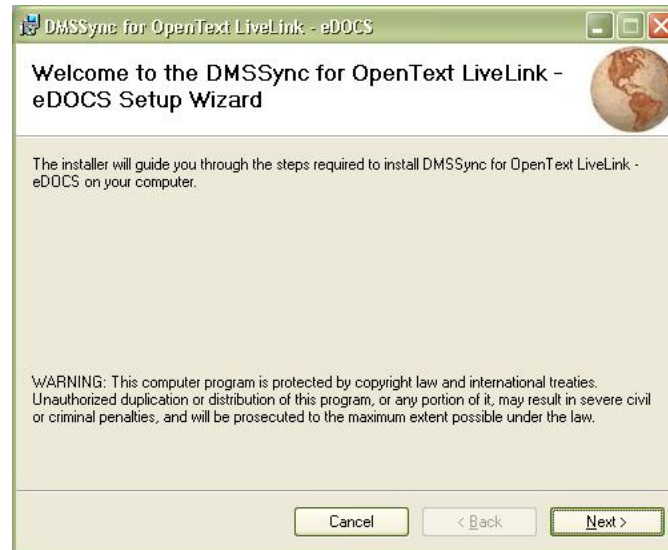 DMSSync for OpenText LiveLink - eDOCS
Welcome to the DMSSync for OpenText LiveLink -
eDOCS Setup Wizard
The installer will guide you through the steps required to install DMSSync for OpenText LiveLink -
eDOCS on your computer.
WARNING: This computer program is protected by copyright law and international treaties.
Unauthorized duplication or distribution of this program, or any portion of it, may result in severe civil
or criminal penalties, and will be prosecuted to the maximum extent possible under the law.
Cancel < Back Next >